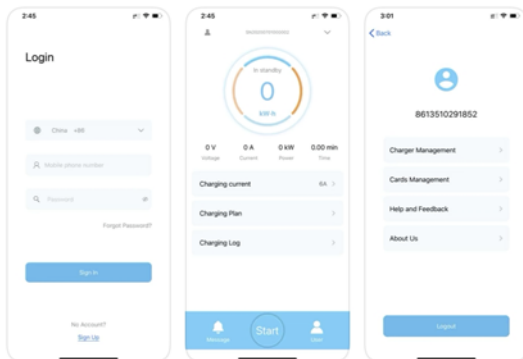 2:45
Login
China +86
Mobile phone number
Password
Forgot Password?
Sign in
No Account?
Sign Up
2:45
In standby
0
kW·h
0 V
0 A
0 kW
0.00 min
Voltage
Current
Power
Time
Charging current
6A
Charging Plan
Charging Log
Message
Start
User
3:01
Back
8613510291852
Charger Management
Cards Management
Help and Feedback
About Us
Logout